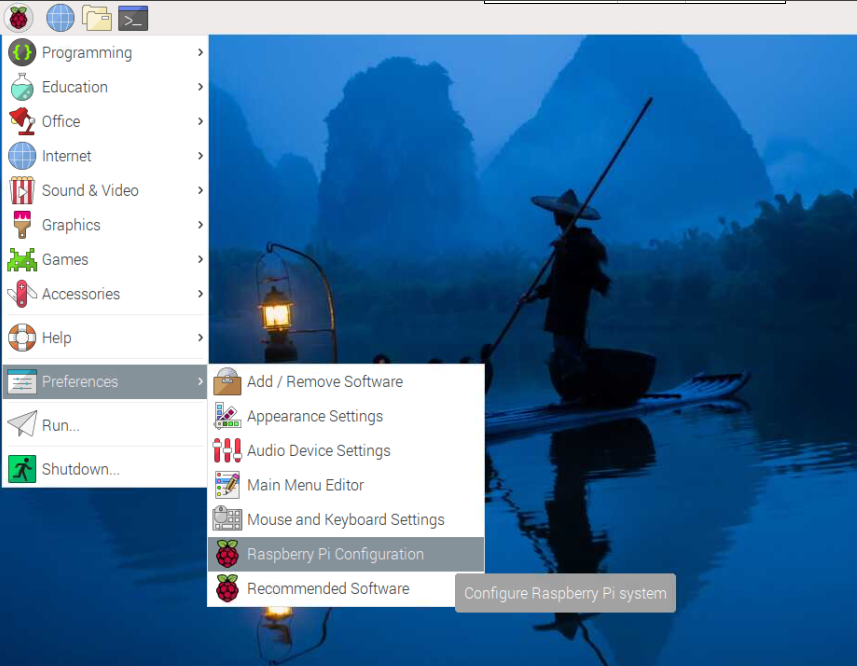 Programming
Education
Office
Internet
Sound & Video
Graphics
Games
Accessories
Help
Preferences
Run...
Shutdown...
Add / Remove Software
Appearance Settings
Audio Device Settings
Main Menu Editor
Mouse and Keyboard Settings
Raspberry Pi Configuration
Recommended Software
Configure Raspberry Pi system